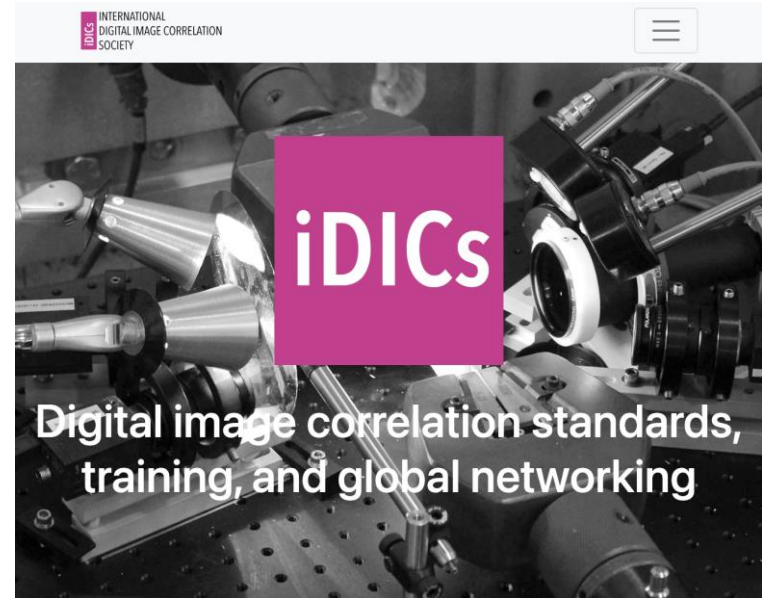 iDICs
INTERNATIONAL
DIGITAL IMAGE CORRELATION
SOCIETY
iDICs
Digital image correlation standards,
training, and global networking